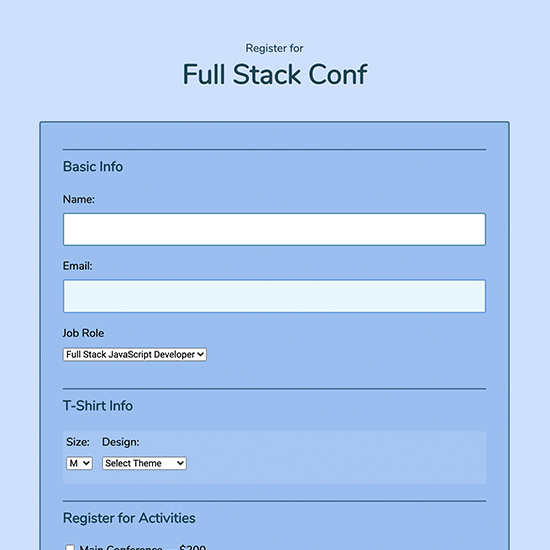 Register for
Full Stack Conf
Basic Info
Name:
Email:
Job Role
Full Stack JavaScript Developer
T-Shirt Info
Size: Design:
M Select Theme
Register for Activities
Main Conference — $200